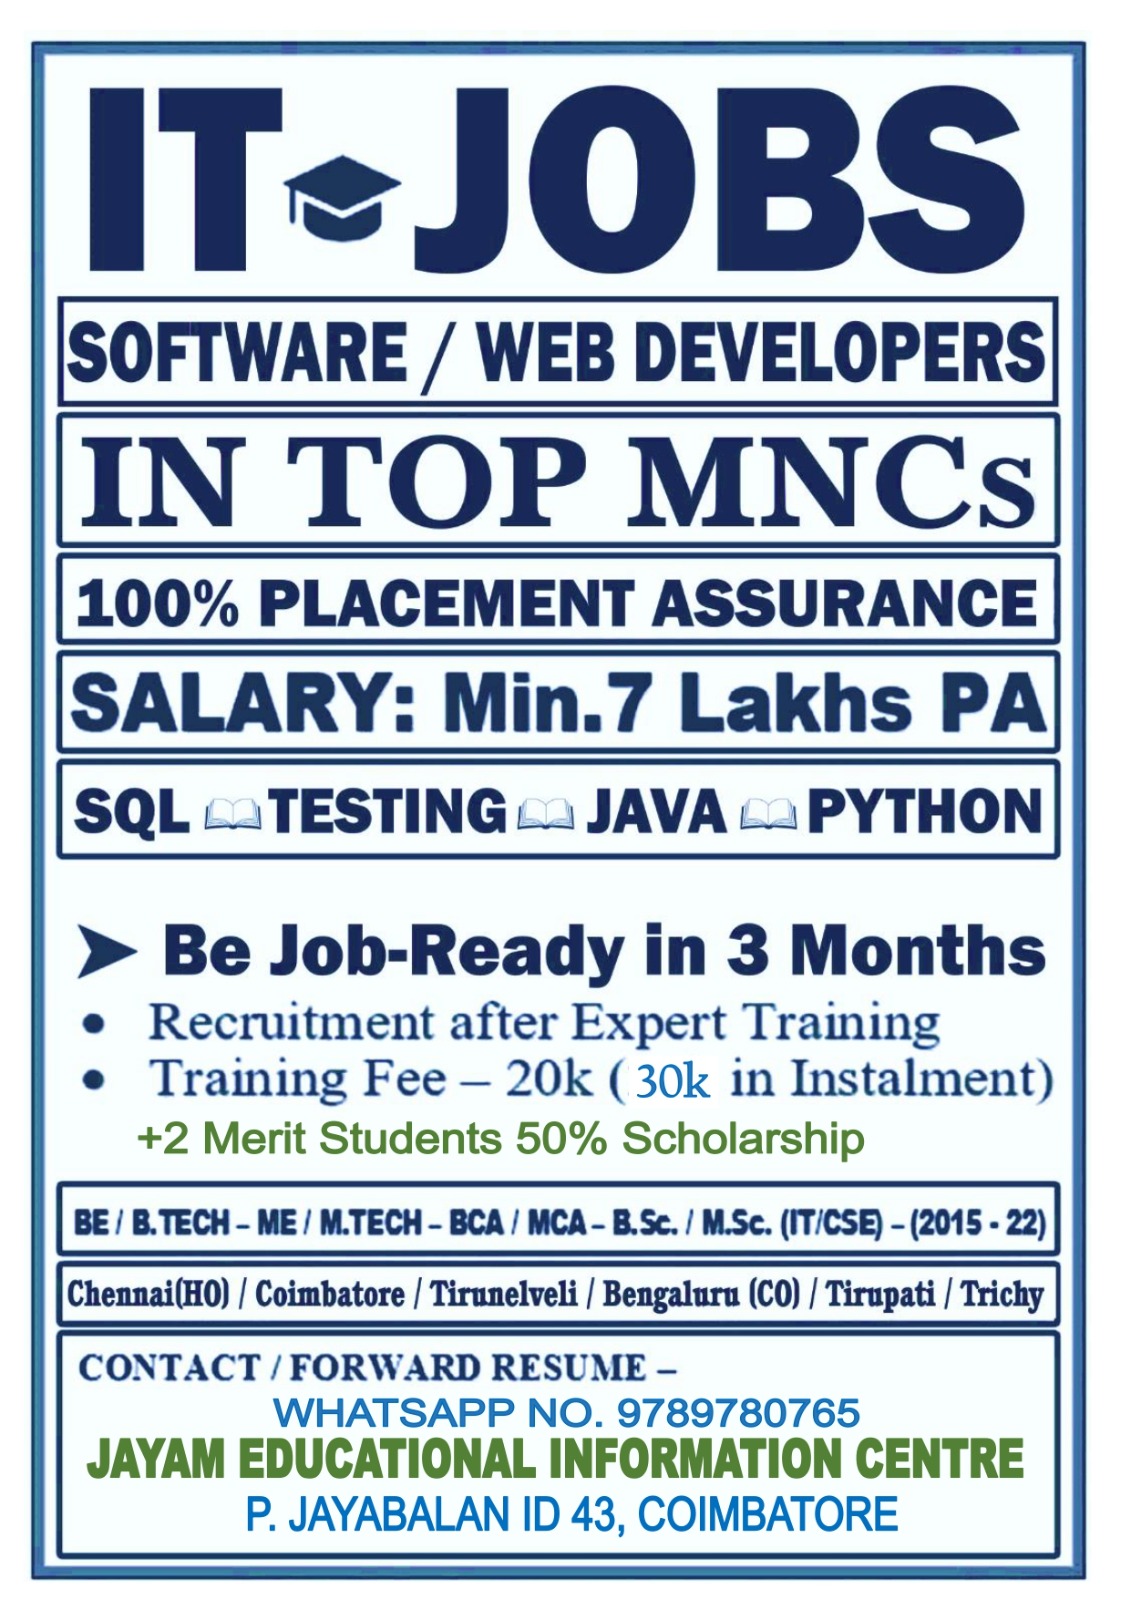 IT JOBS
SOFTWARE / WEB DEVELOPERS
IN TOP MNCs
100% PLACEMENT ASSURANCE
SALARY: Min.7 Lakhs PA
SQL TESTING JAVA PYTHON
➤ Be Job-Ready in 3 Months
• Recruitment after Expert Training
• Training Fee – 20k ( 30k in Instalment)
+2 Merit Students 50% Scholarship
BE / B.TECH – ME / M.TECH – BCA / MCA – B.Sc. / M.Sc. (IT/CSE) – (2015 - 22)
Chennai(HO) / Coimbatore / Tirunelveli / Bengaluru (CO) / Tirupati / Trichy
CONTACT / FORWARD RESUME –
WHATSAPP NO. 9789780765
JAYAM EDUCATIONAL INFORMATION CENTRE
P. JAYABALAN ID 43, COIMBATORE